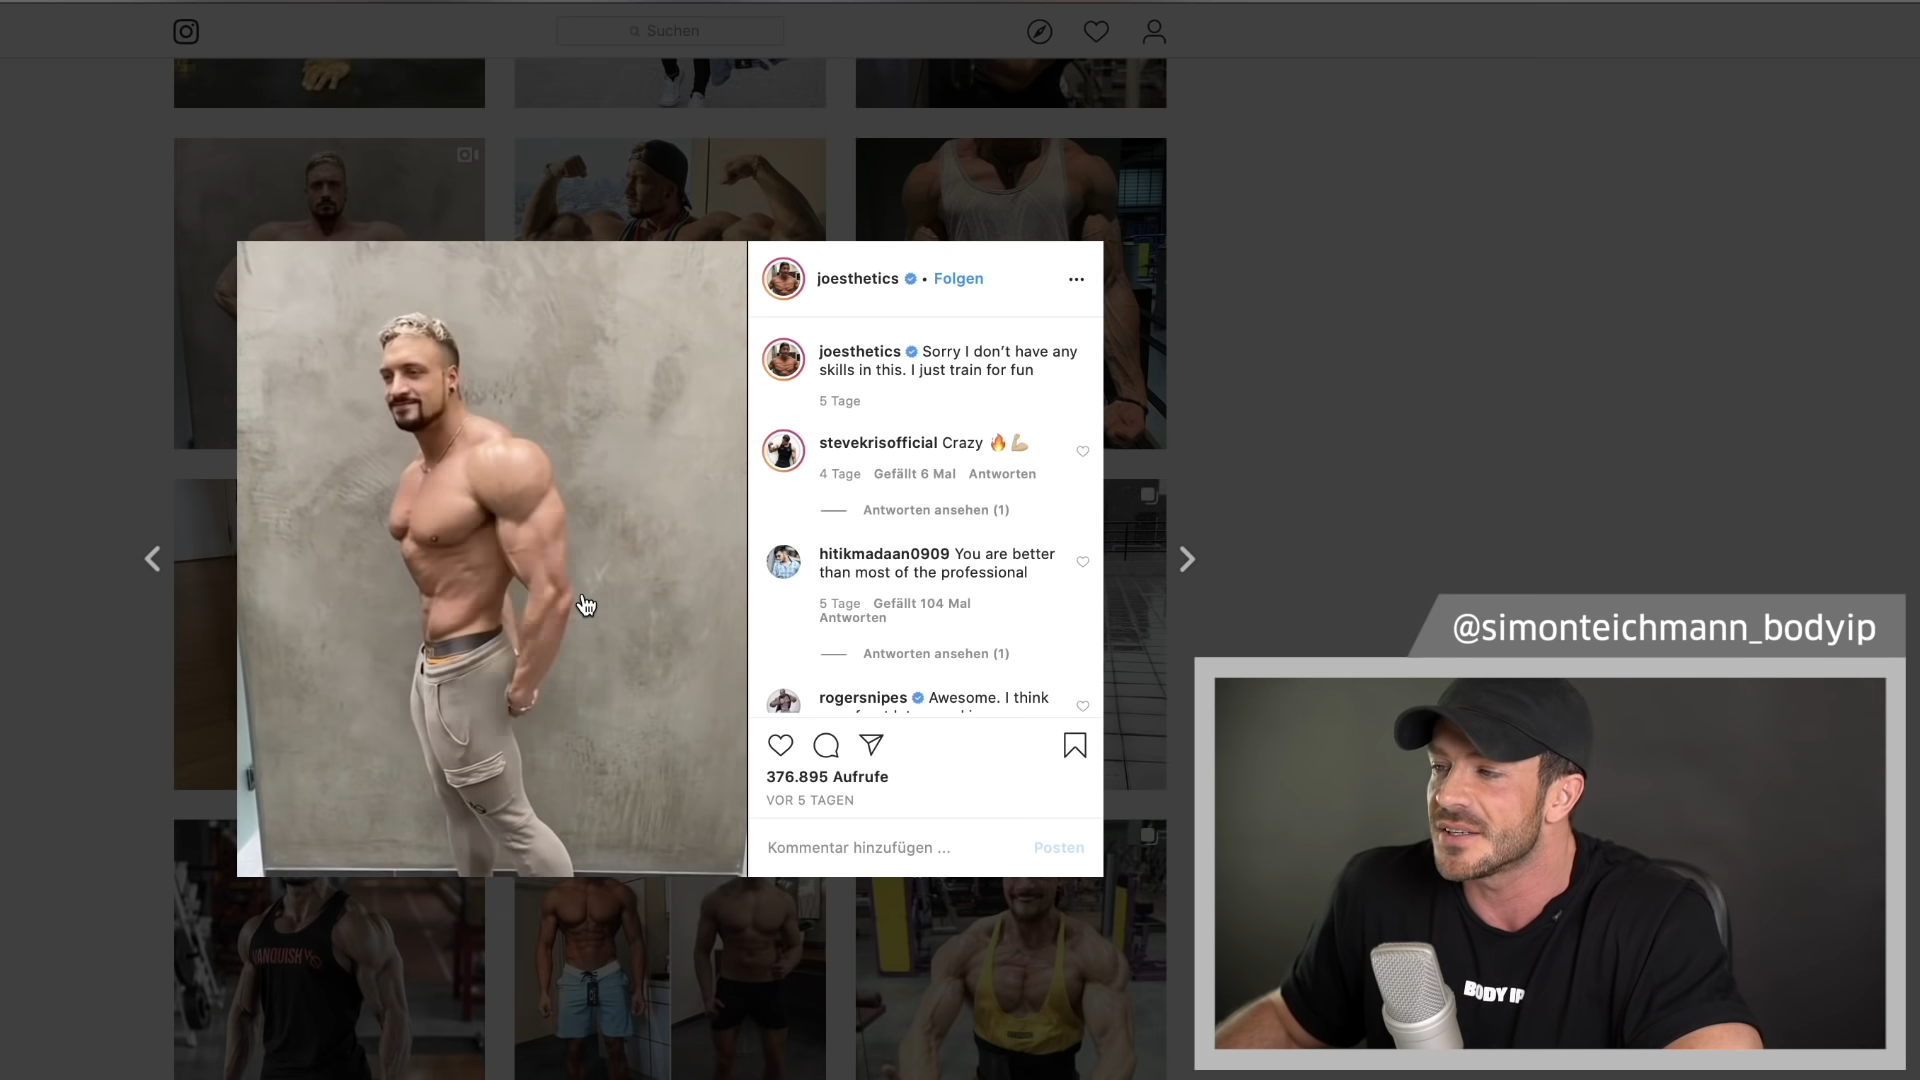 Suchen
joesthetics • Folgen
joesthetics Sorry I don’t have any
skills in this. I just train for fun
5 Tage
stevekrisofficial Crazy 🔥💪🏼
4 Tage Gefällt 6 Mal Antworten
Antworten ansehen (1)
hitikmadaan0909 You are better
than most of the professional
5 Tage Gefällt 104 Mal
Antworten
Antworten ansehen (1)
rogersnipes Awesome. I think
376.895 Aufrufe
VOR 5 TAGEN
Kommentar hinzufügen ... Posten
@simonteichmann_bodyip
BODY IP
VANQUISH